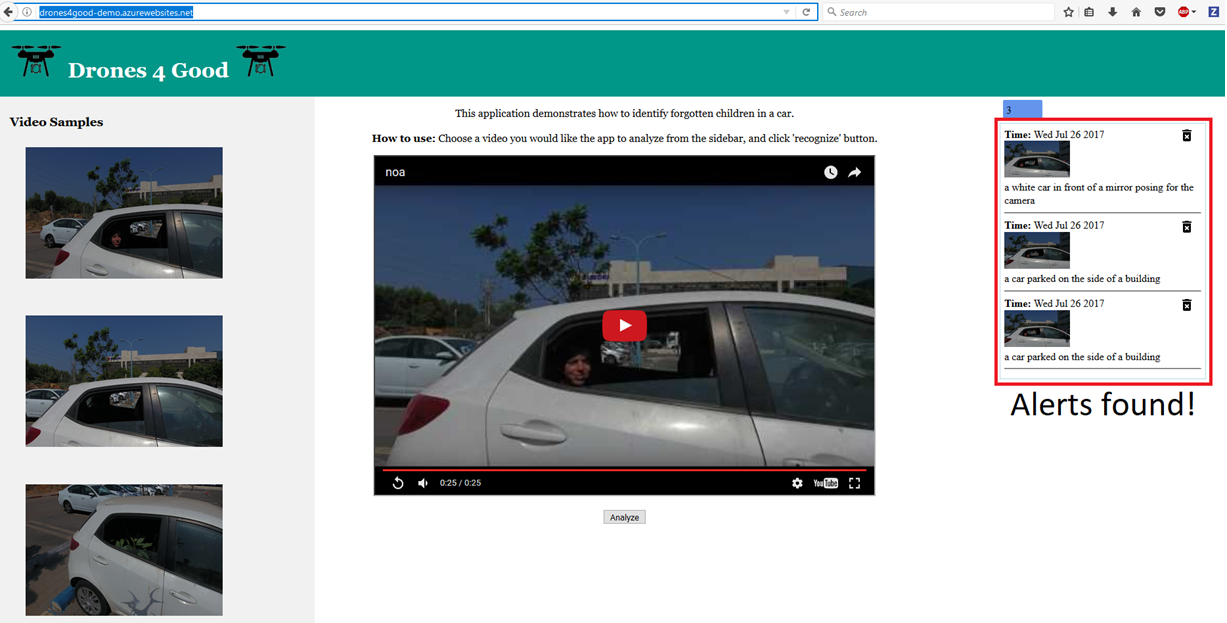 drones4good-demo.azurewebsites.net
Search
ABP
Z
Drones 4 Good
Video Samples
This application demonstrates how to identify forgotten children in a car.
How to use: Choose a video you would like the app to analyze from the sidebar, and click 'recognize' button.
noa
0:25 / 0:25
YouTube
Analyze
3
Time: Wed Jul 26 2017
a white car in front of a mirror posing for the
camera
Time: Wed Jul 26 2017
a car parked on the side of a building
Time: Wed Jul 26 2017
a car parked on the side of a building
Alerts found!